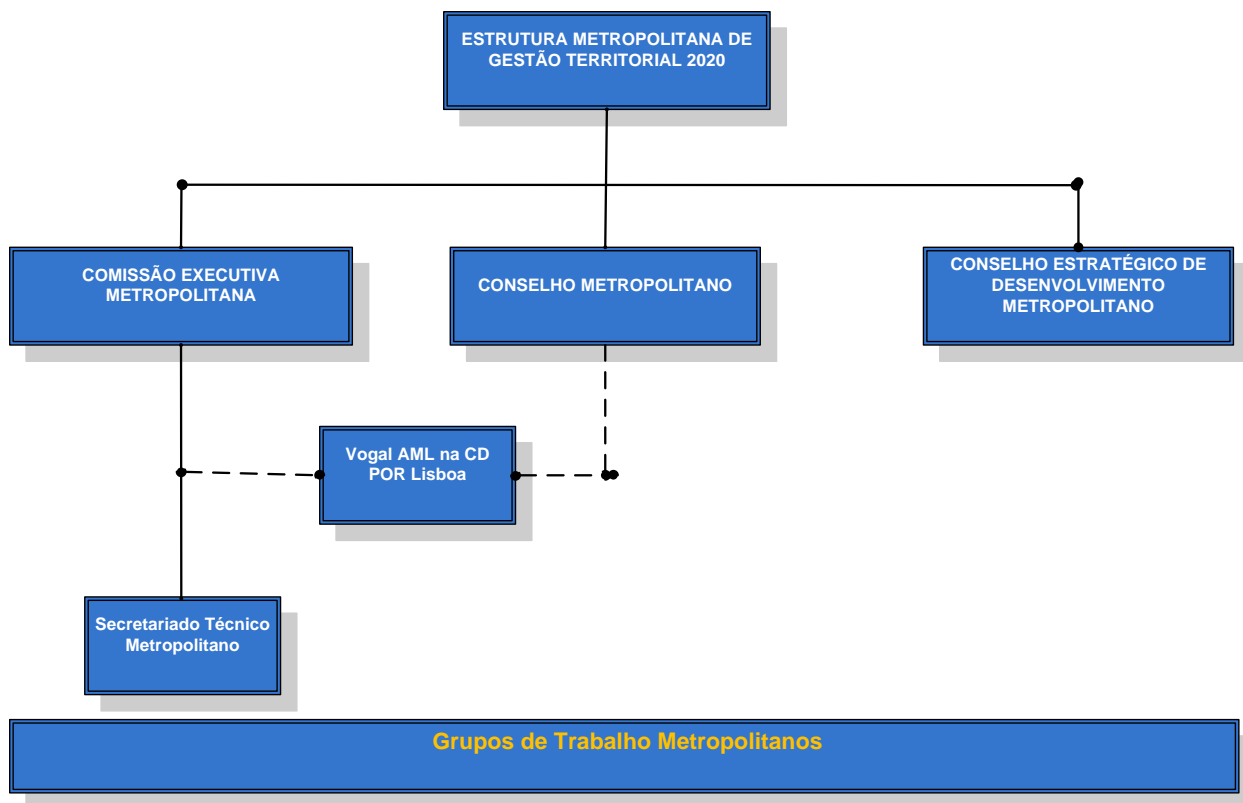 ESTRUTURA METROPOLITANA DE
GESTÃO TERRITORIAL 2020
COMISSÃO EXECUTIVA
METROPOLITANA
CONSELHO METROPOLITANO
CONSELHO ESTRATÉGICO DE
DESENVOLVIMENTO
METROPOLITANO
Vogal AML na CD
POR Lisboa
Secretariado Técnico
Metropolitano
Grupos de Trabalho Metropolitanos